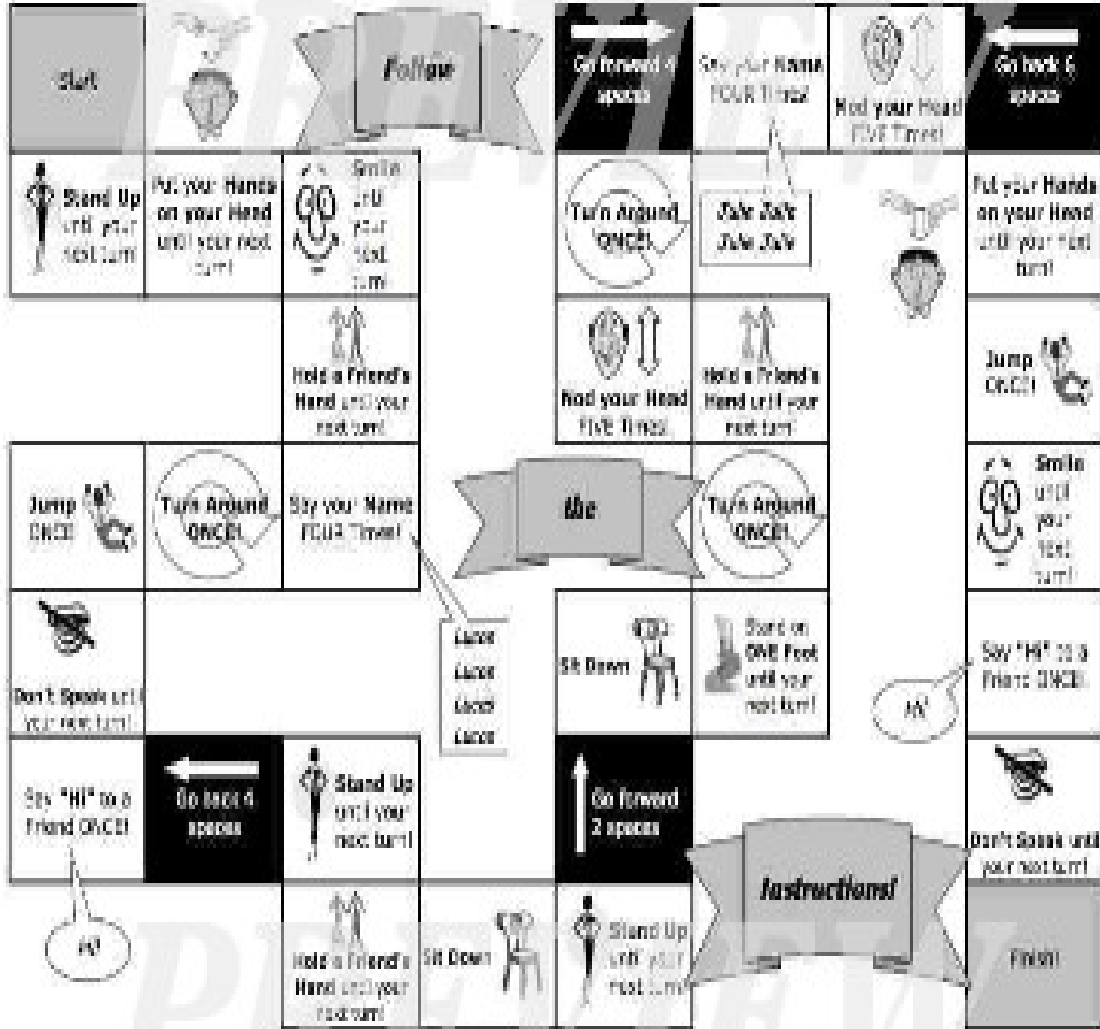 PREVIEW
Start
Follow
Go forward 4
spaces
Say your Name
FOUR Times!
Nod your Head
FIVE Times!
Go back 6
spaces
Stand Up
until your
next turn!
Put your Hands
on your Head
until your next
turn!
Smile
until
your
next
turn!
Turn Around
ONCE!
Julie Julie
Julie Julie
Put your Hands
on your Head
until your next
turn!
Hold a Friend's
Hand until your
next turn!
Nod your Head
FIVE Times!
Hold a Friend's
Hand until your
next turn!
Jump
ONCE!
Jump
ONCE!
Turn Around
ONCE!
Say your Name
FOUR Times!
the
Turn Around
ONCE!
Smile
until
your
next
turn!
Don't Speak until
your next turn!
Lucas
Lucas
Lucas
Lucas
Sit Down
Stand on
ONE Foot
until your
next turn!
Say "Hi" to a
Friend ONCE!
Hi!
Say "Hi" to a
Friend ONCE!
Go back 4
spaces
Stand Up
until your
next turn!
Go forward
2 spaces
Don't Speak until
your next turn!
Instructions!
Hi!
Hold a Friend's
Hand until your
next turn!
Sit Down
Stand Up
until your
next turn!
Finish!
PREVIEW